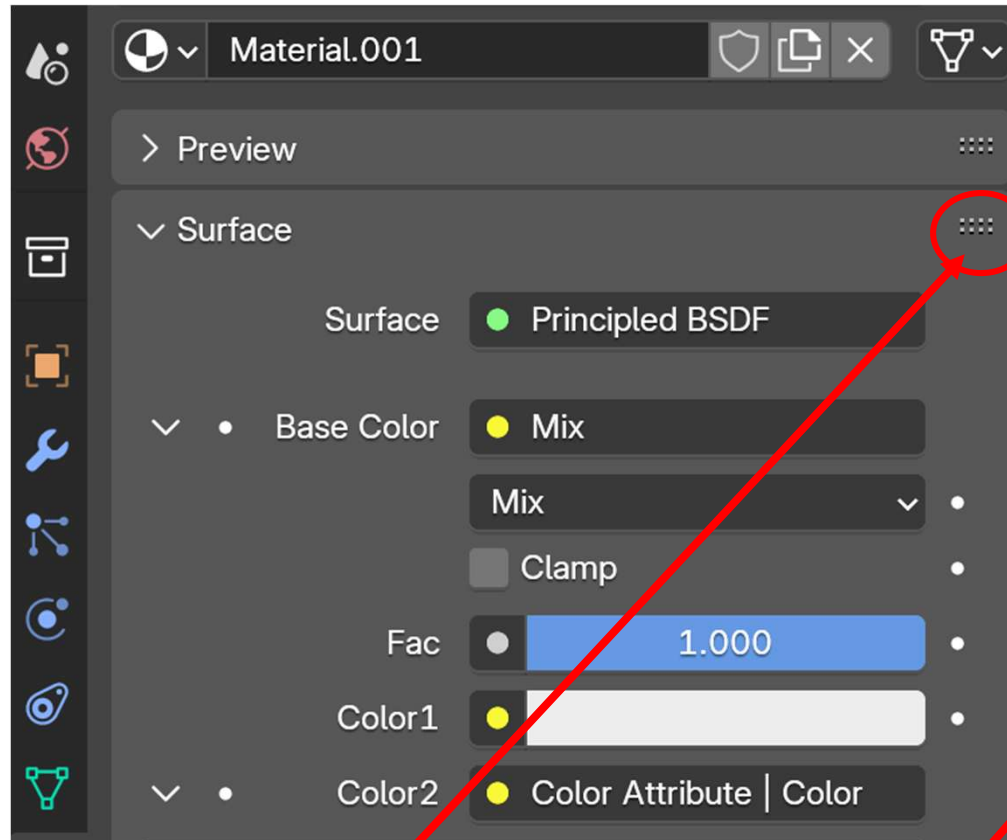 Material.001
Preview
Surface
Surface Principled BSDF
Base Color Mix
Mix
Clamp
Fac 1.000
Color1
Color2 Color Attribute | Color